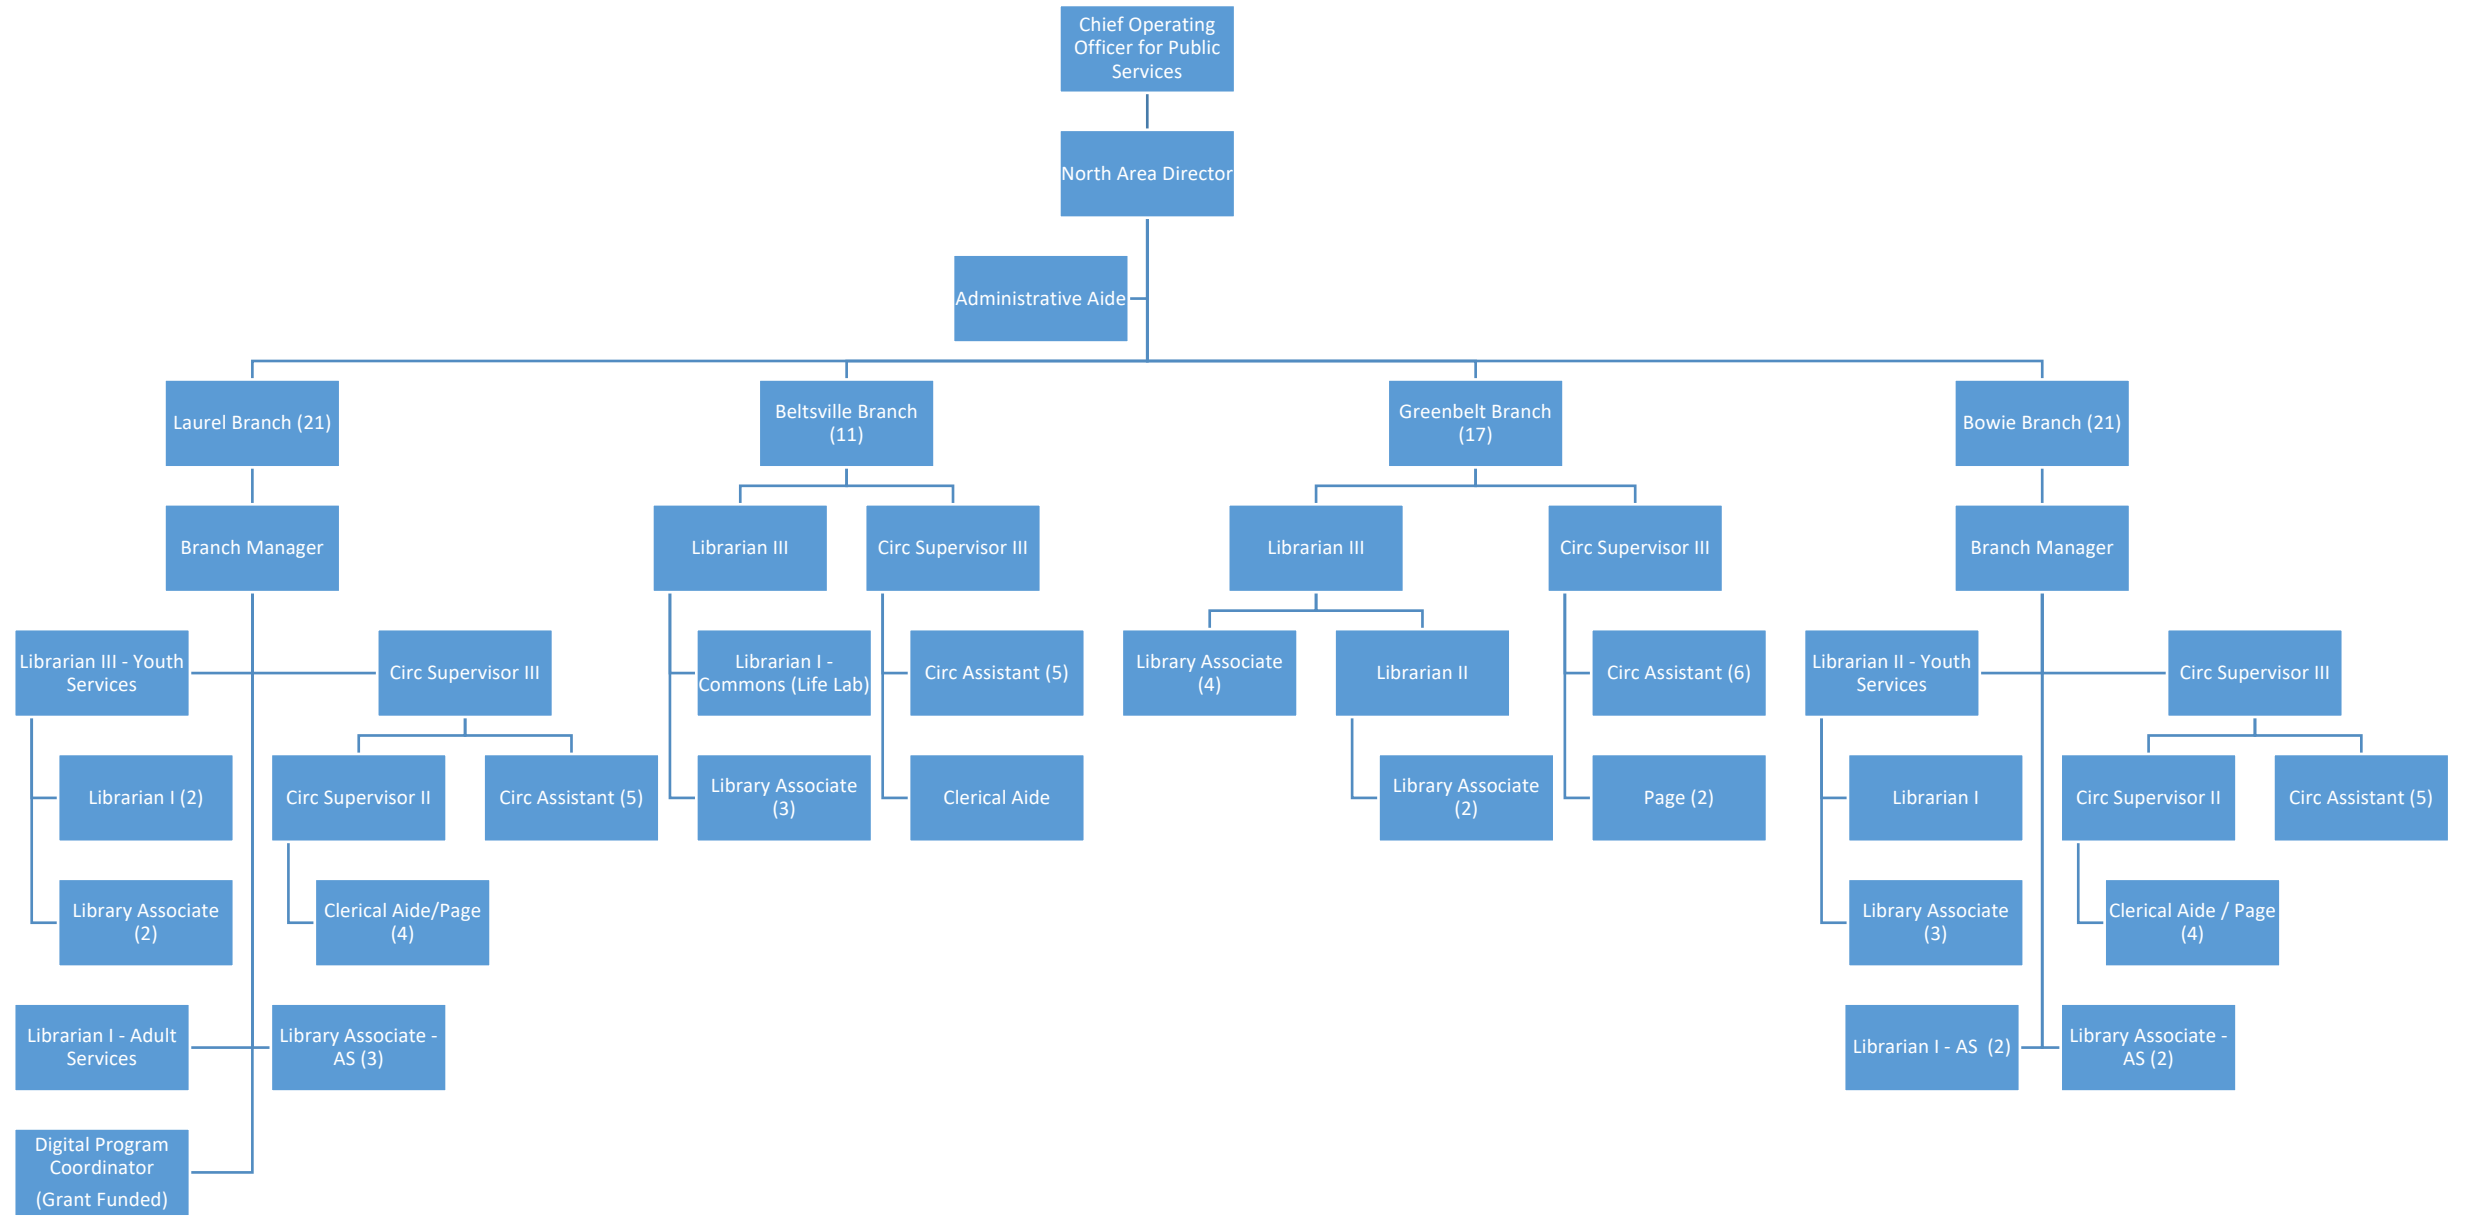 Chief Operating
Officer for Public
Services
North Area Director
Administrative Aide
Laurel Branch (21)
Beltsville Branch
(11)
Greenbelt Branch
(17)
Bowie Branch (21)
Branch Manager
Librarian III
Circ Supervisor III
Librarian III
Circ Supervisor III
Branch Manager
Librarian III - Youth
Services
Circ Supervisor III
Librarian I -
Commons (Life Lab)
Circ Assistant (5)
Library Associate
(4)
Librarian II
Circ Assistant (6)
Librarian II - Youth
Services
Circ Supervisor III
Librarian I (2)
Circ Supervisor II
Circ Assistant (5)
Library Associate
(3)
Clerical Aide
Library Associate
(2)
Page (2)
Librarian I
Circ Supervisor II
Circ Assistant (5)
Library Associate
(2)
Clerical Aide/Page
(4)
Library Associate
(3)
Clerical Aide / Page
(4)
Librarian I - Adult
Services
Library Associate -
AS (3)
Librarian I - AS  (2)
Library Associate -
AS (2)
Digital Program
Coordinator
(Grant Funded)